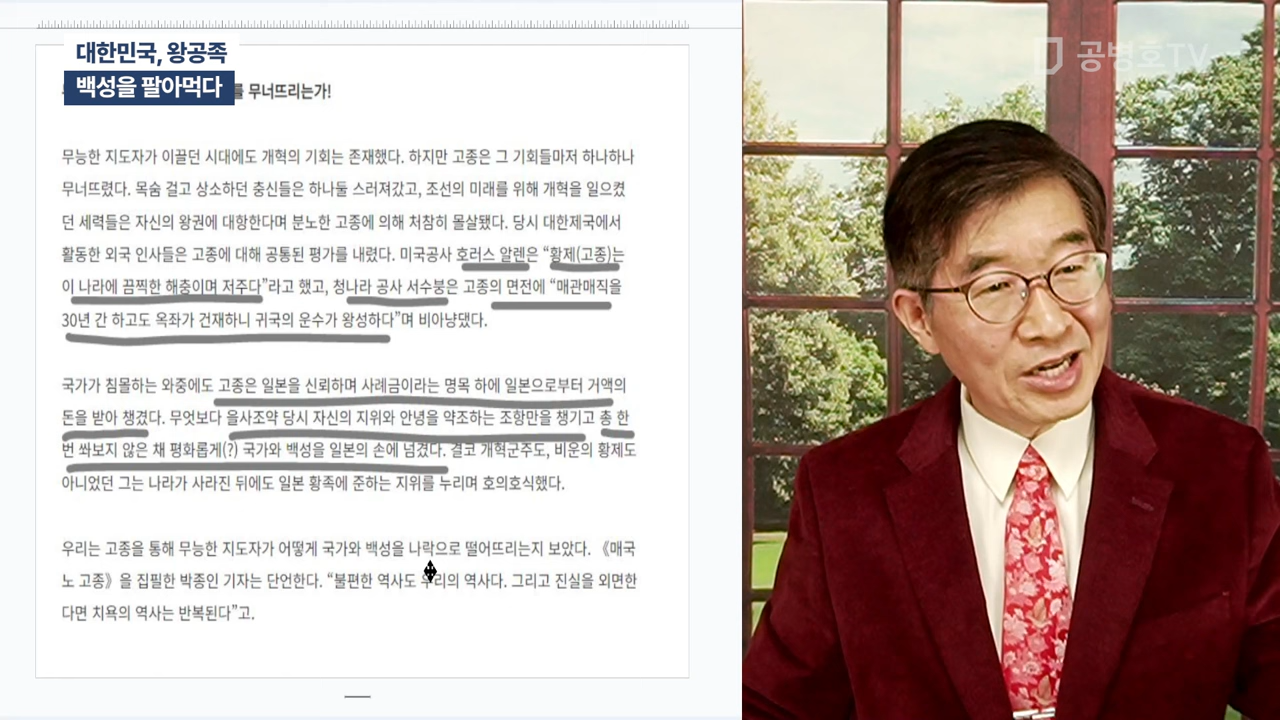 대한민국, 왕공족
백성을 팔아먹다
를 무너뜨리는가!
무능한 지도자가 이끌던 시대에도 개혁의 기회는 존재했다. 하지만 고종은 그 기회들마저 하나하나
무너뜨렸다. 목숨 걸고 상소하던 충신들은 하나둘 스러져갔고, 조선의 미래를 위해 개혁을 일으켰
던 세력들은 자신의 왕권에 대항한다며 분노한 고종에 의해 처참히 몰살됐다. 당시 대한제국에서
활동한 외국 인사들은 고종에 대해 공통된 평가를 내렸다. 미국공사 호러스 알렌은 “황제(고종)는
이 나라에 끔찍한 해충이며 저주다”라고 했고, 청나라 공사 서수붕은 고종의 면전에 “매관매직을
30년 간 하고도 옥좌가 건재하니 귀국의 운수가 왕성하다”며 비아냥댔다.
국가가 침몰하는 와중에도 고종은 일본을 신뢰하며 사례금이라는 명목 하에 일본으로부터 거액의
돈을 받아 챙겼다. 무엇보다 을사조약 당시 자신의 지위와 안녕을 약조하는 조항만을 챙기고 총 한
번 쏴보지 않은 채 평화롭게(?) 국가와 백성을 일본의 손에 넘겼다. 결코 개혁군주도, 비운의 황제도
아니었던 그는 나라가 사라진 뒤에도 일본 황족에 준하는 지위를 누리며 호의호식했다.
우리는 고종을 통해 무능한 지도자가 어떻게 국가와 백성을 나락으로 떨어뜨리는지 보았다. 《매국
노 고종》을 집필한 박종인 기자는 단언한다. “불편한 역사도 우리의 역사다. 그리고 진실을 외면한
다면 치욕의 역사는 반복된다”고.
공병호TV